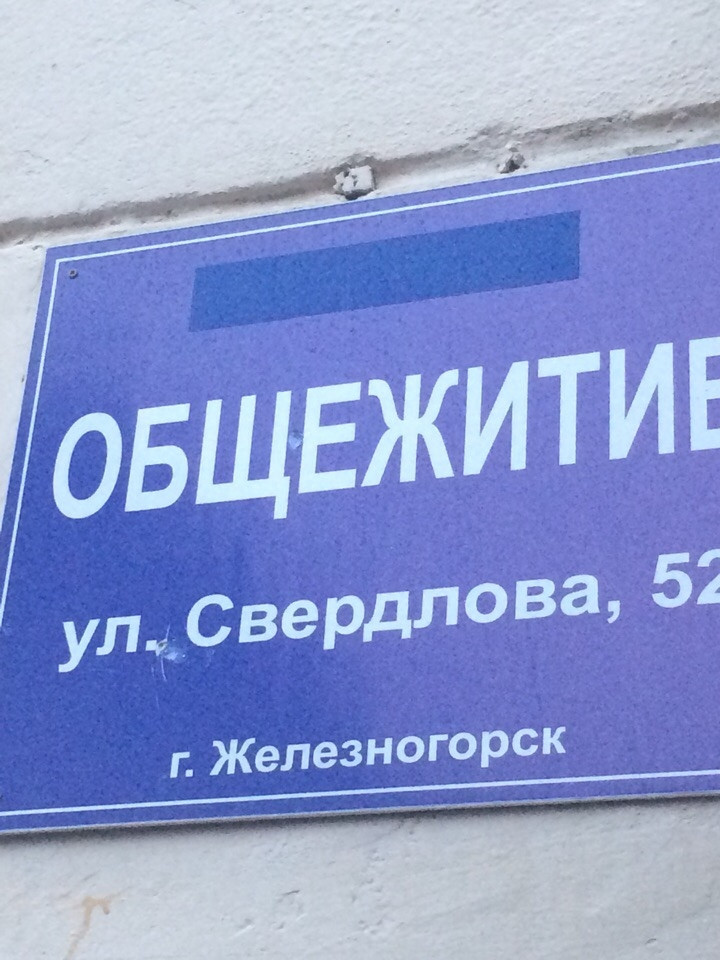 ОБЩЕЖИТИЕ
ул. Свердлова, 52
г. Железногорск